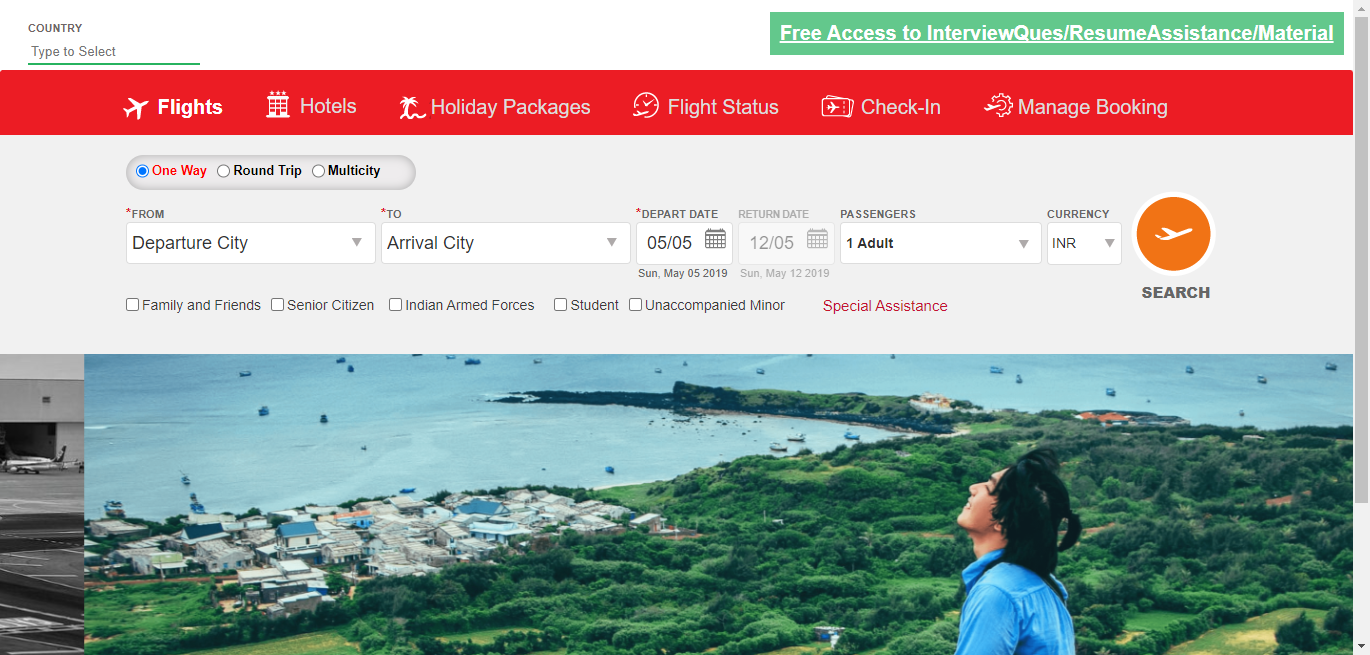 COUNTRY
Type to Select
Free Access to InterviewQues/ResumeAssistance/Material
Flights Hotels Holiday Packages Flight Status Check-In Manage Booking
One Way Round Trip Multicity
*FROM *TO *DEPART DATE RETURN DATE PASSENGERS CURRENCY
Departure City Arrival City 05/05 12/05 1 Adult INR
Sun, May 05 2019 Sun, May 12 2019
SEARCH
Family and Friends Senior Citizen Indian Armed Forces Student Unaccompanied Minor Special Assistance